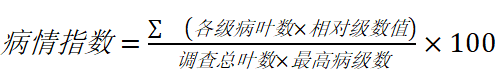 病情指数 = ∑ (各级病叶数×相对级数值) / 调查总叶数×最高病级数 × 100